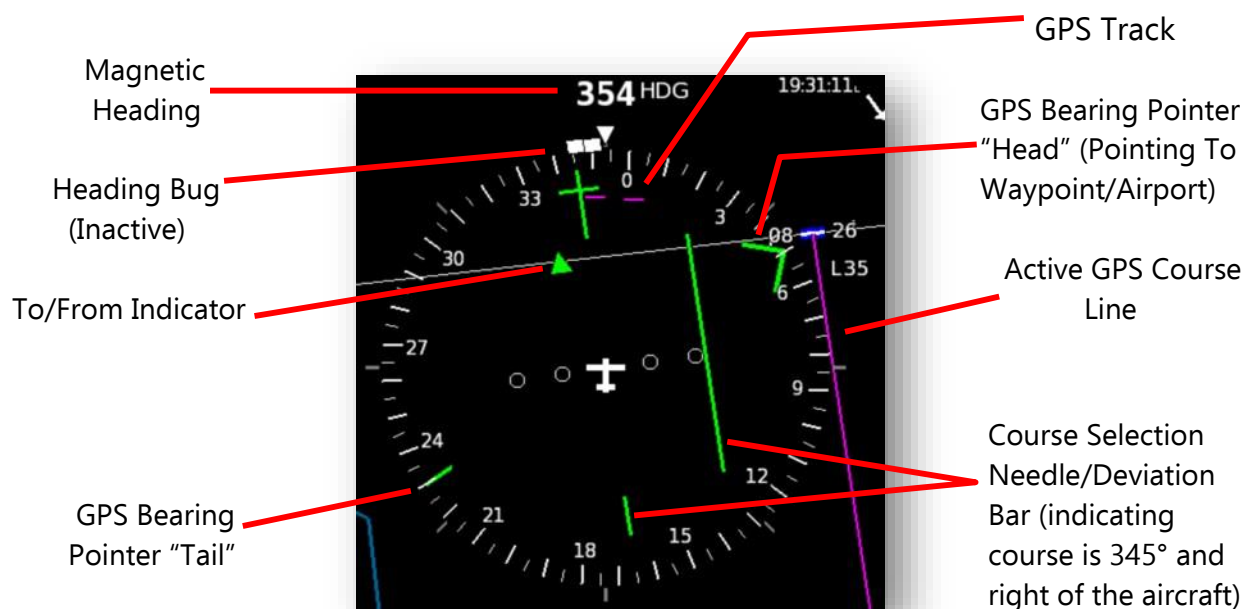 GPS Track
Magnetic
Heading
354 HDG
19:31:11L
GPS Bearing Pointer
“Head” (Pointing To
Waypoint/Airport)
Heading Bug
(Inactive)
0
33
3
08 26
30
L35
6
To/From Indicator
Active GPS Course
Line
27
9
24
12
21
15
18
GPS Bearing
Pointer “Tail”
Course Selection
Needle/Deviation
Bar (indicating
course is 345° and
right of the aircraft)